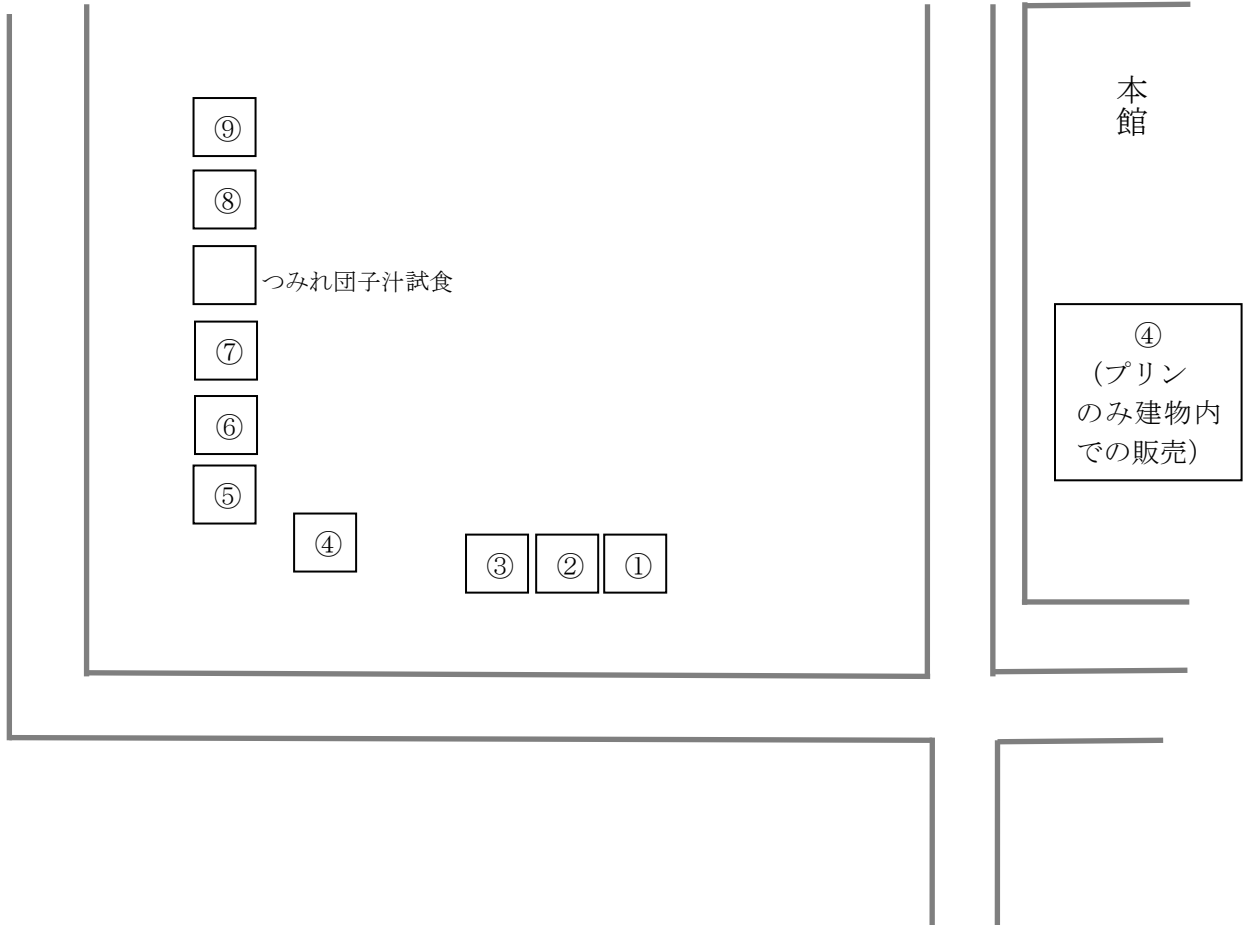 本館
⑨
⑧
つみれ団子汁試食
⑦
⑥
⑤
④
③
②
①
④
（プリン
のみ建物内
での販売）